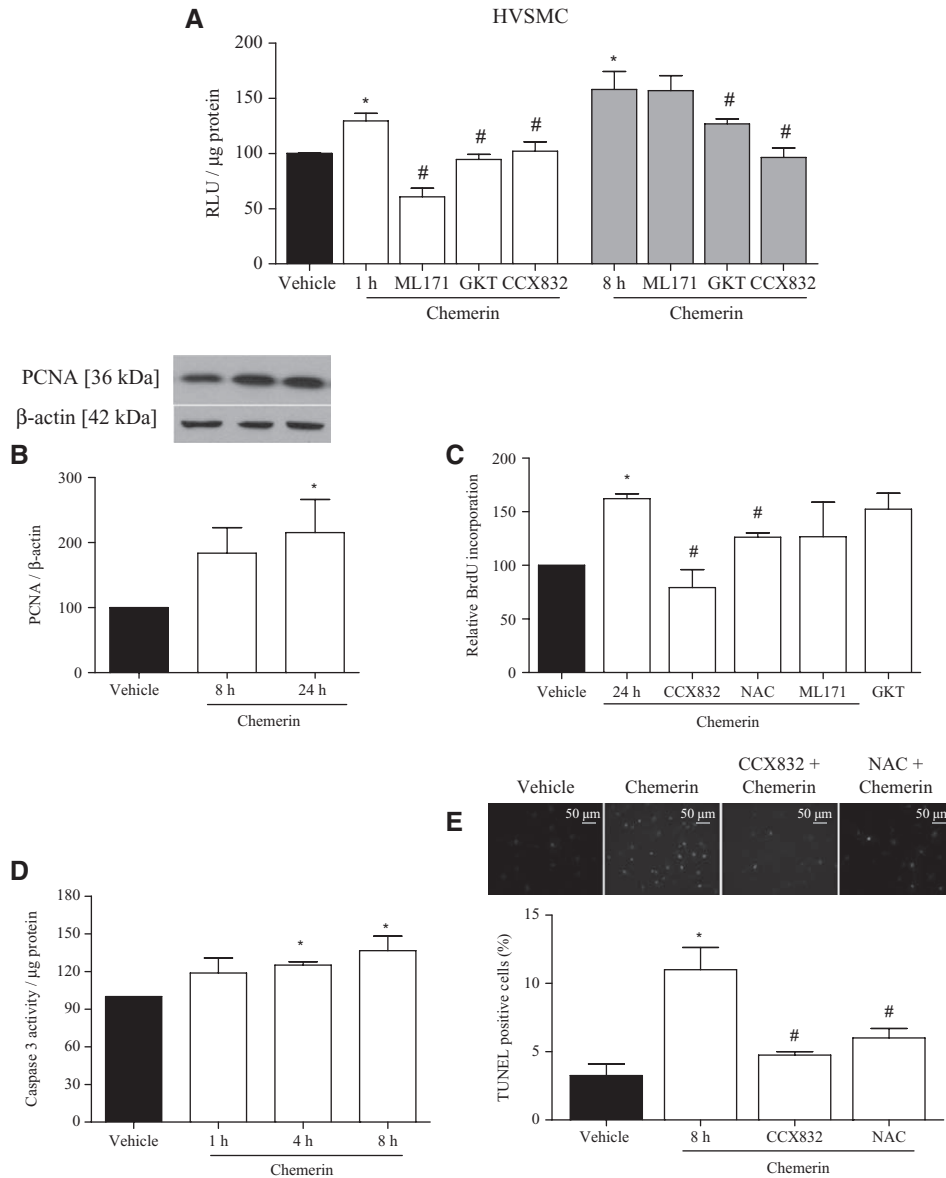 A
HVSMC
RLU / µg protein
200
150
100
50
0
* # # # * # #
Vehicle 1 h ML171 GKT CCX832 8 h ML171 GKT CCX832
Chemerin Chemerin
PCNA [36 kDa]
β-actin [42 kDa]
B
PCNA / β-actin
300
200
100
0
*
Vehicle 8 h 24 h
Chemerin
C
Relative BrdU incorporation
200
150
100
50
0
* # #
Vehicle 24 h CCX832 NAC ML171 GKT
Chemerin
D
Caspase 3 activity / µg protein
180
150
120
90
60
30
0
* *
Vehicle 1 h 4 h 8 h
Chemerin
E
Vehicle Chemerin CCX832 + Chemerin NAC + Chemerin
50 µm 50 µm 50 µm 50 µm
TUNEL positive cells (%)
15
10
5
0
* # #
Vehicle 8 h CCX832 NAC
Chemerin